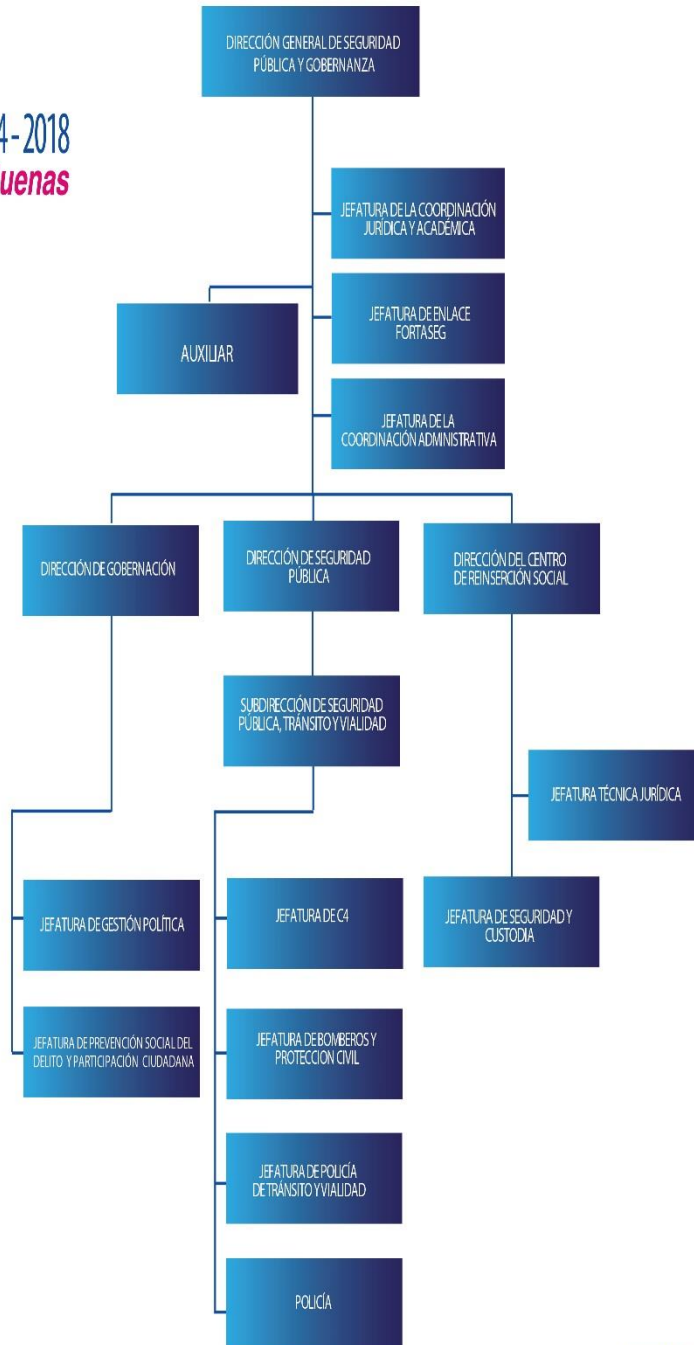 DIRECCIÓN GENERAL DE SEGURIDAD
PÚBLICA Y GOBERNANZA
4-2018
uenas
JEFATURA DE LA COORDINACIÓN
JURÍDICA Y ACADÉMICA
JEFATURA DE ENLACE
FORTASEG
AUXILIAR
JEFATURA DE LA
COORDINACIÓN ADMINISTRATIVA
DIRECCIÓN DE GOBERNACIÓN
DIRECCIÓN DE SEGURIDAD
PÚBLICA
DIRECCIÓN DEL CENTRO
DE REINSERCIÓN SOCIAL
SUBDIRECCIÓN DE SEGURIDAD
PÚBLICA, TRÁNSITO Y VIALIDAD
JEFATURA TÉCNICA JURÍDICA
JEFATURA DE GESTIÓN POLÍTICA
JEFATURA DE C4
JEFATURA DE SEGURIDAD Y
CUSTODIA
JEFATURA DE PREVENCIÓN SOCIAL DEL
DELITO Y PARTICIPACIÓN CIUDADANA
JEFATURA DE BOMBEROS Y
PROTECCION CIVIL
JEFATURA DE POLICÍA
DE TRÁNSITO Y VIALIDAD
POLICÍA